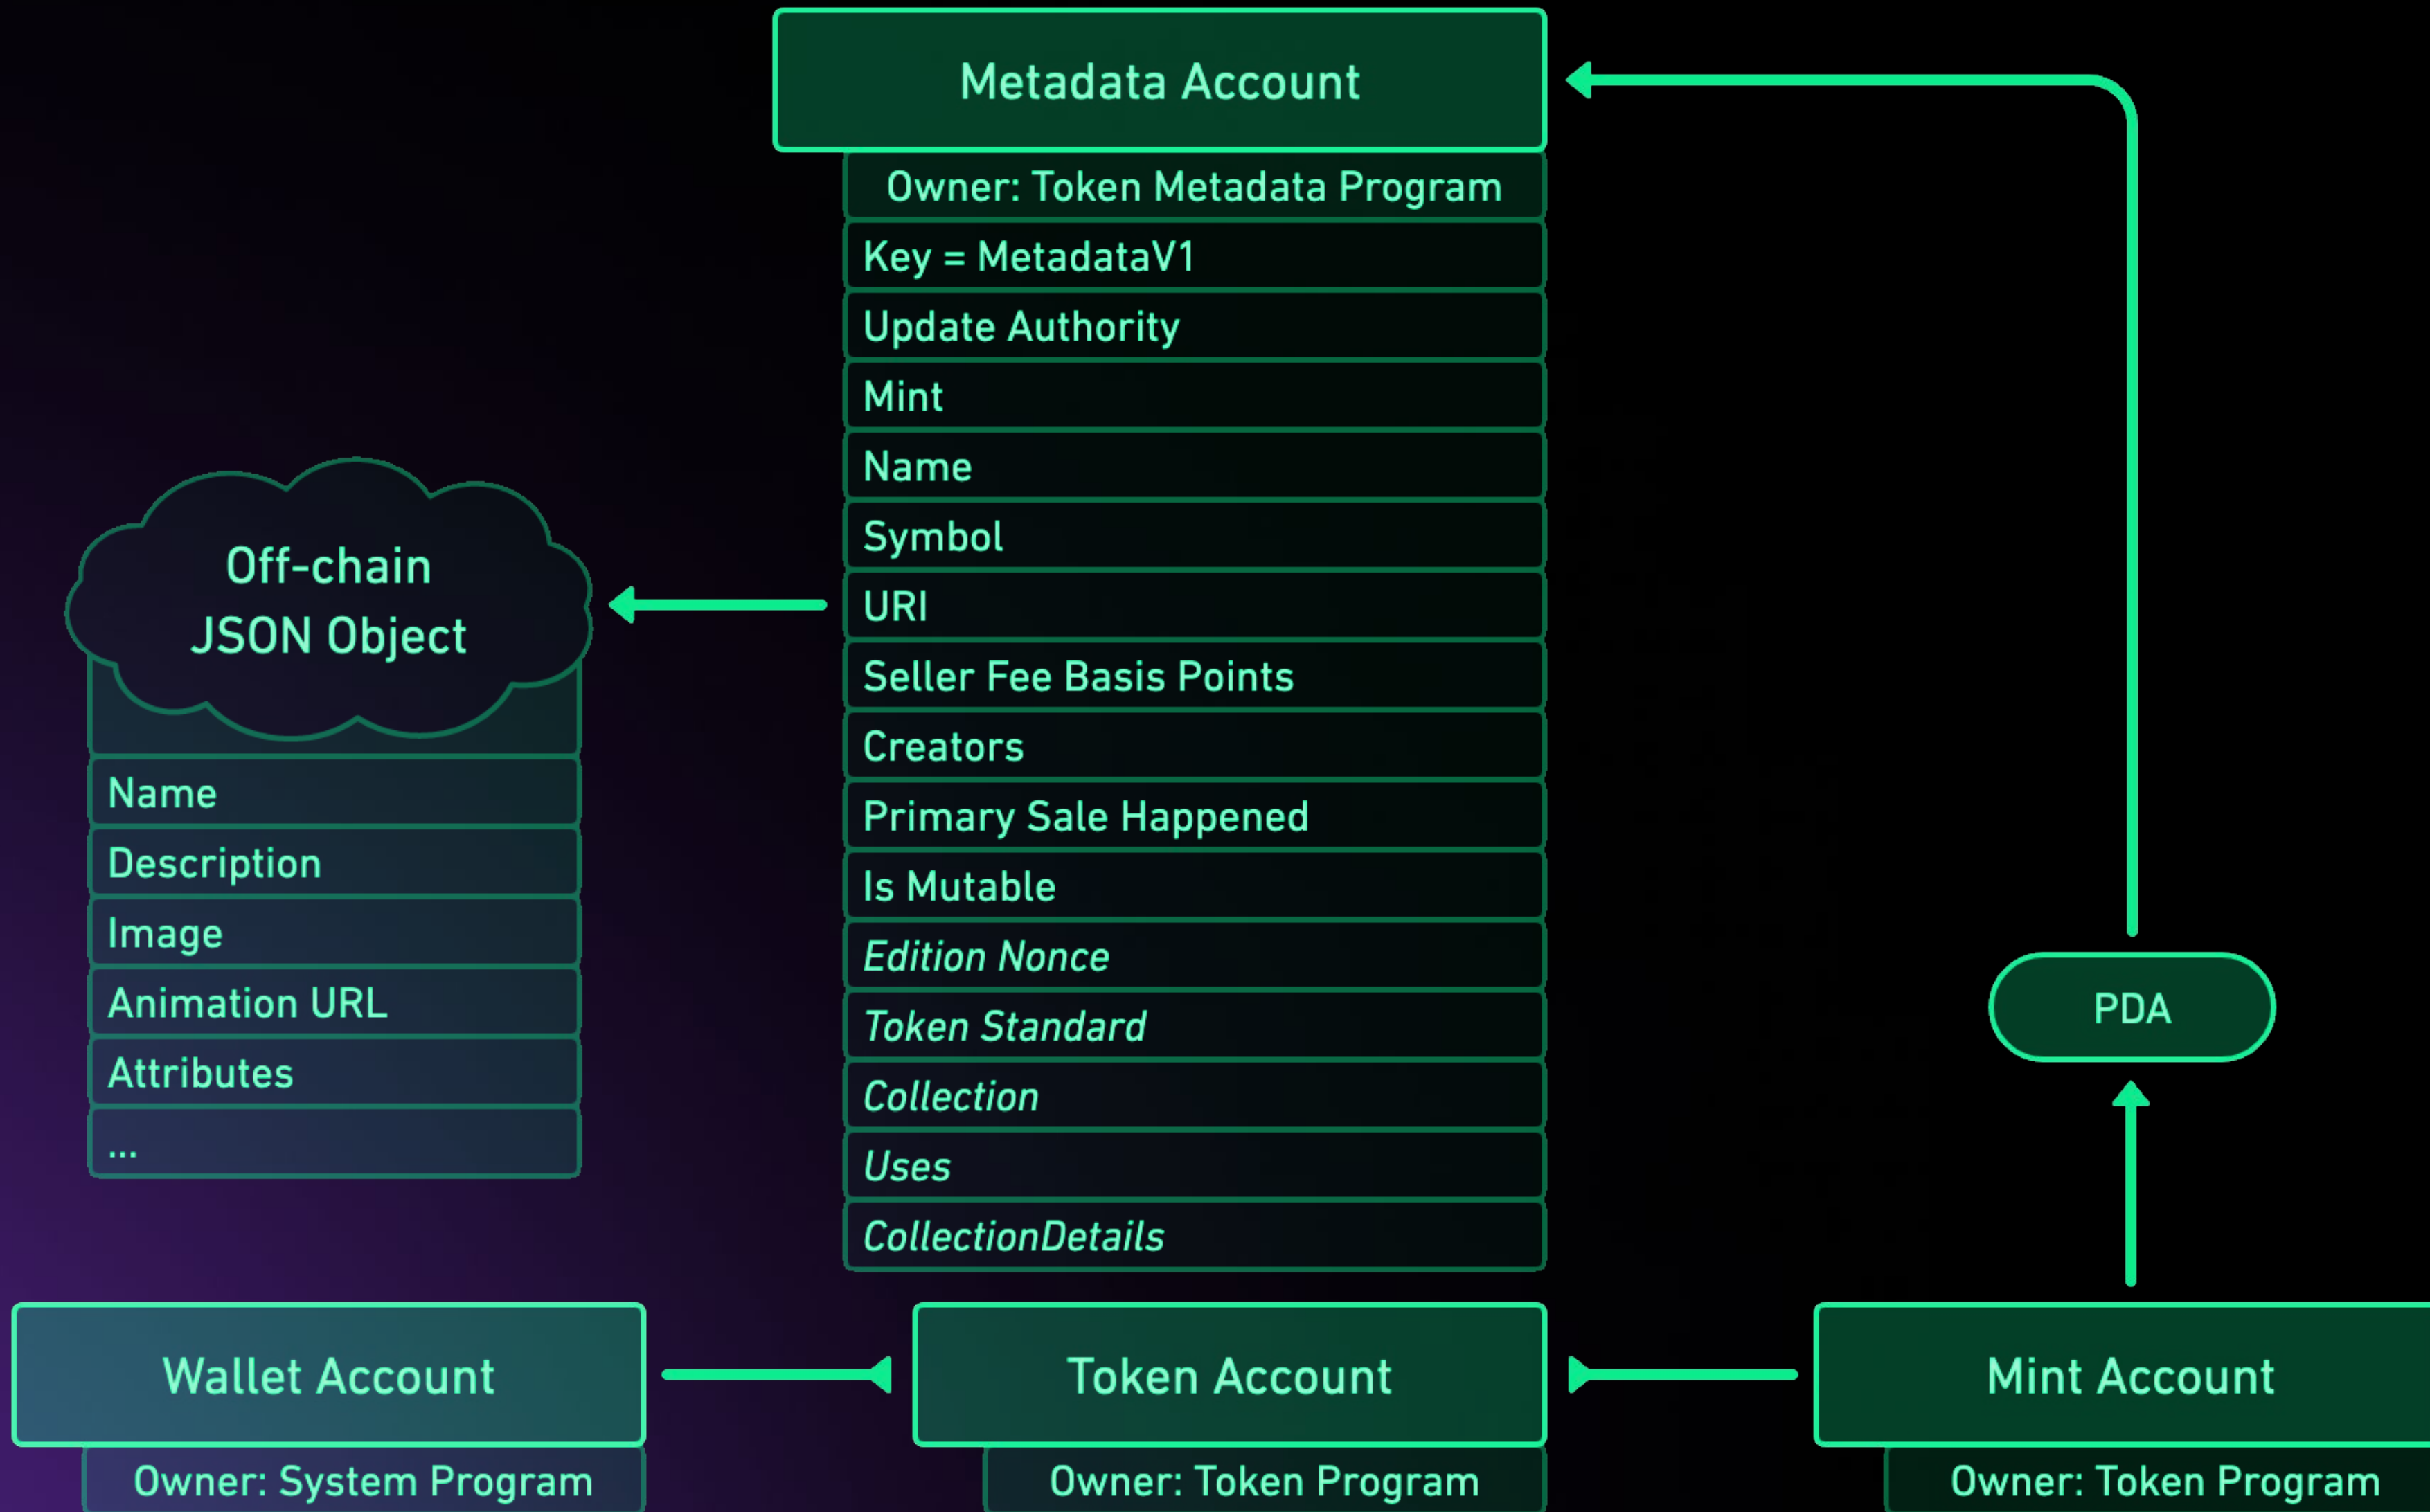 Metadata Account
Owner: Token Metadata Program
Key = MetadataV1
Update Authority
Mint
Name
Symbol
URI
Seller Fee Basis Points
Creators
Primary Sale Happened
Is Mutable
Edition Nonce
Token Standard
Collection
Uses
CollectionDetails
Off-chain
JSON Object
Name
Description
Image
Animation URL
Attributes
...
PDA
Wallet Account
Owner: System Program
Token Account
Owner: Token Program
Mint Account
Owner: Token Program